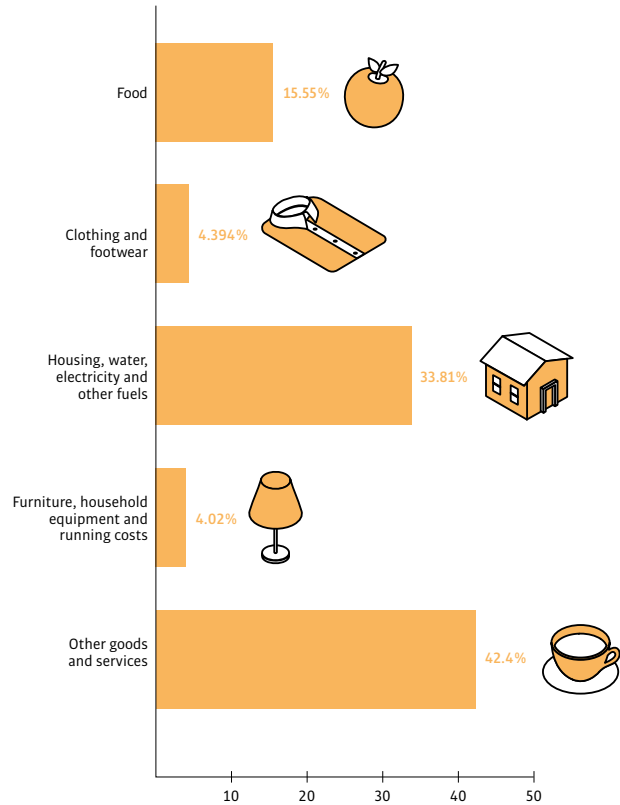 Food
15.55%
Clothing and
footwear
4.394%
Housing, water,
electricity and
other fuels
33.81%
Furniture, household
equipment and
running costs
4.02%
Other goods
and services
42.4%
10 20 30 40 50